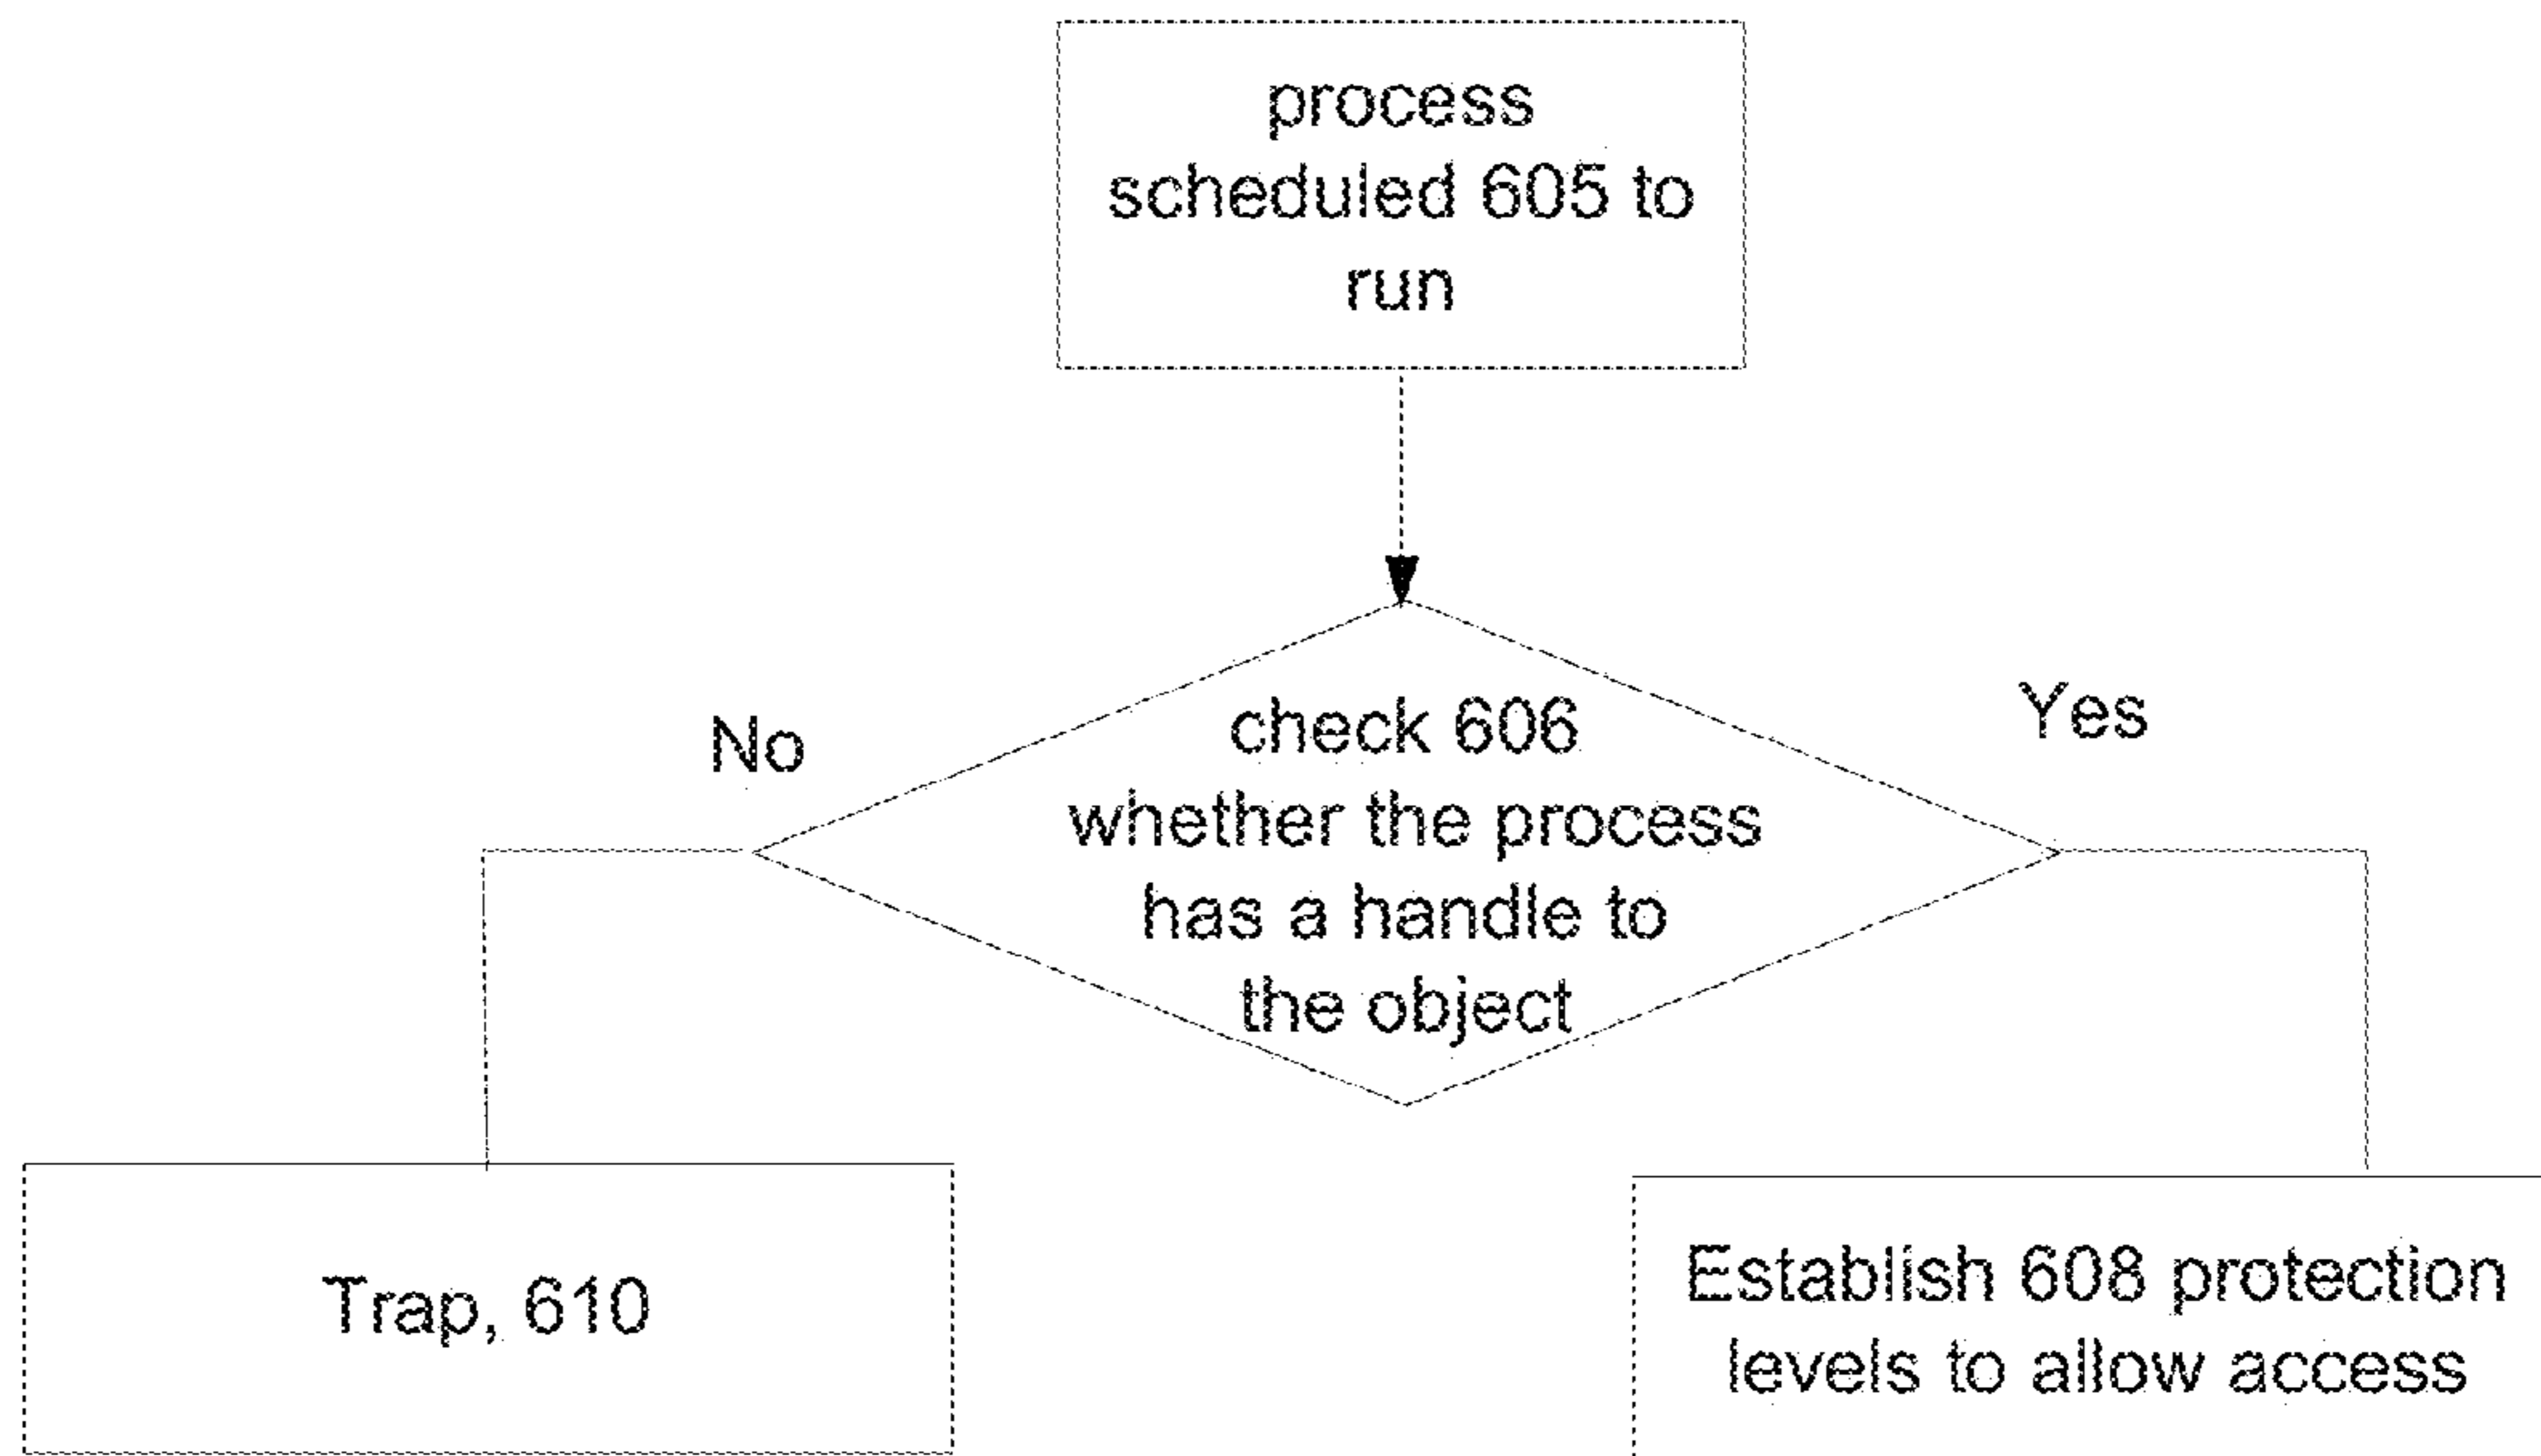 process
scheduled 605 to
run
No
Yes
check 606
whether the process
has a handle to
the object
Trap, 610
Establish 608 protection
levels to allow access